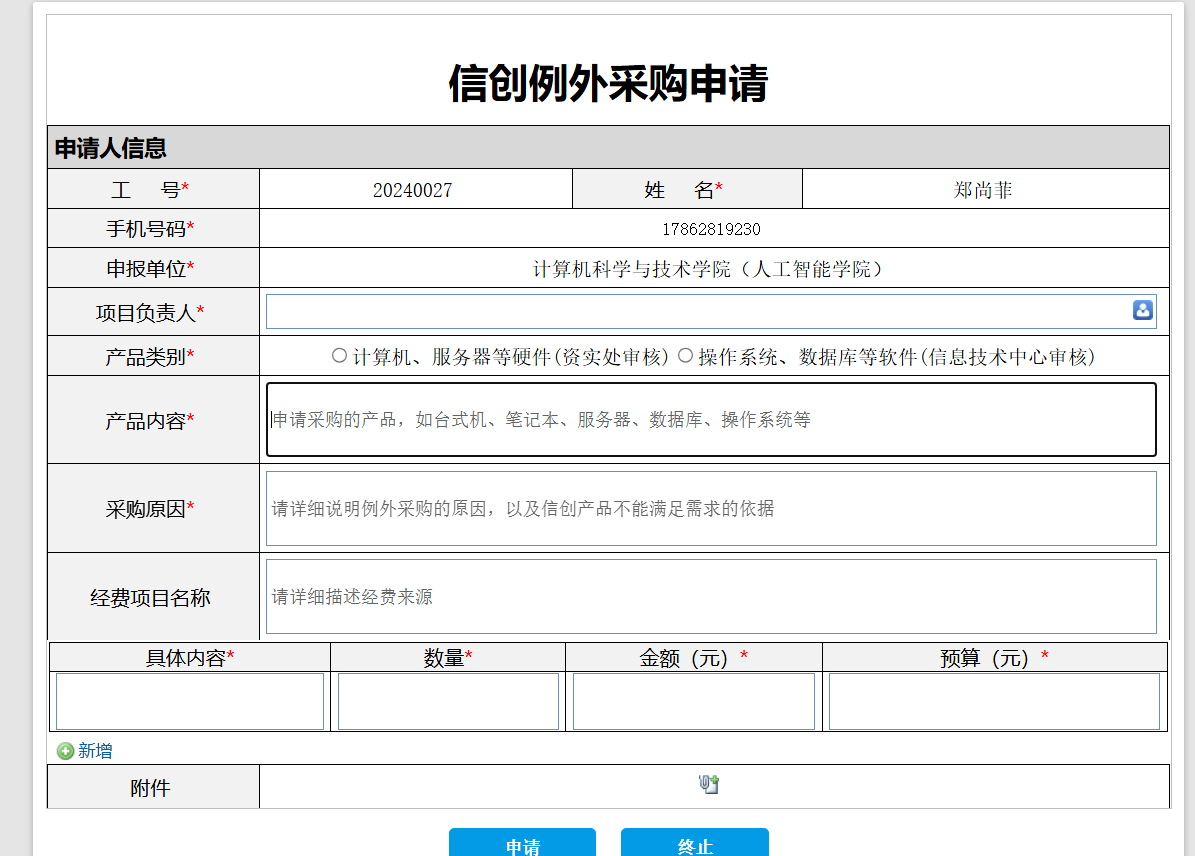 信创例外采购申请
申请人信息
工 号* 20240027 姓 名* 郑尚菲
手机号码* 17862819230
申报单位* 计算机科学与技术学院（人工智能学院）
项目负责人*
产品类别* 计算机、服务器等硬件(资实处审核) 操作系统、数据库等软件(信息技术中心审核)
产品内容* 申请采购的产品，如台式机、笔记本、服务器、数据库、操作系统等
采购原因* 请详细说明例外采购的原因，以及信创产品不能满足需求的依据
经费项目名称 请详细描述经费来源
具体内容* 数量* 金额（元）* 预算（元）*
新增
附件
申请 终止